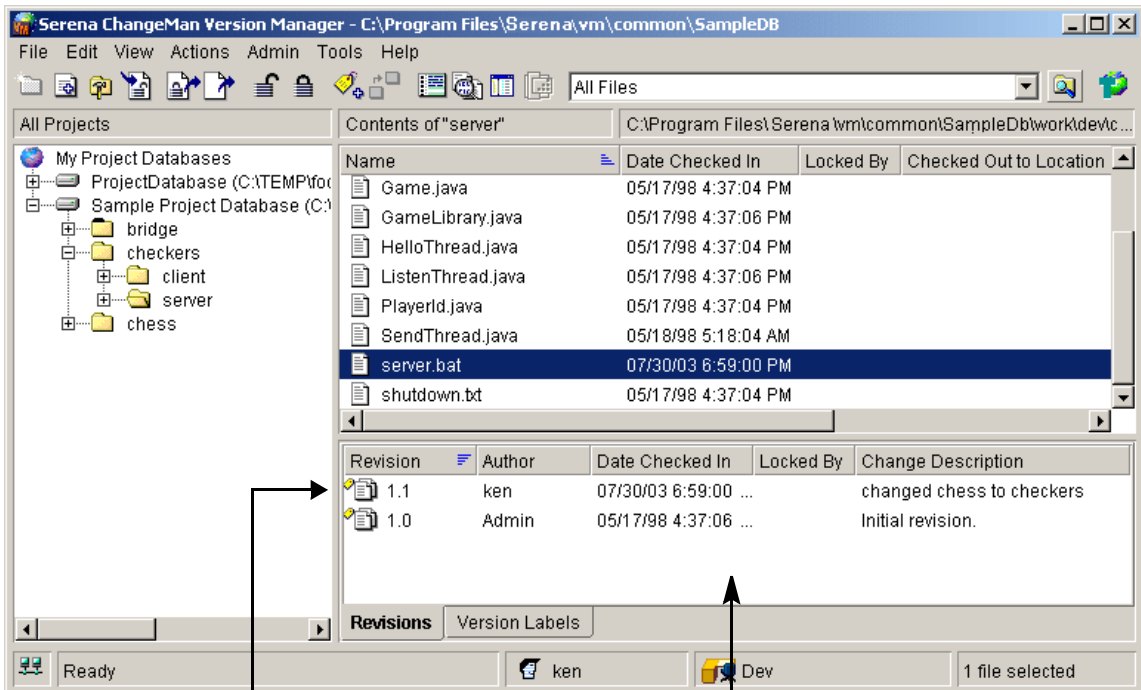 Serena ChangeMan Version Manager - C:\Program Files\Serena\vm\common\SampleDB
File Edit View Actions Admin Tools Help
All Files
All Projects
Contents of "server"
C:\Program Files\Serena\vm\common\SampleDb\work\dev\c...
My Project Databases
ProjectDatabase (C:\TEMP\foo
Sample Project Database (C:\
bridge
checkers
client
server
chess
Name Date Checked In Locked By Checked Out to Location
Game.java 05/17/98 4:37:04 PM
GameLibrary.java 05/17/98 4:37:06 PM
HelloThread.java 05/17/98 4:37:04 PM
ListenThread.java 05/17/98 4:37:06 PM
PlayerId.java 05/17/98 4:37:04 PM
SendThread.java 05/18/98 5:18:04 AM
server.bat 07/30/03 6:59:00 PM
shutdown.txt 05/17/98 4:37:04 PM
Revision Author Date Checked In Locked By Change Description
1.1 ken 07/30/03 6:59:00 ... changed chess to checkers
1.0 Admin 05/17/98 4:37:06 ... Initial revision.
Revisions Version Labels
Ready ken Dev 1 file selected